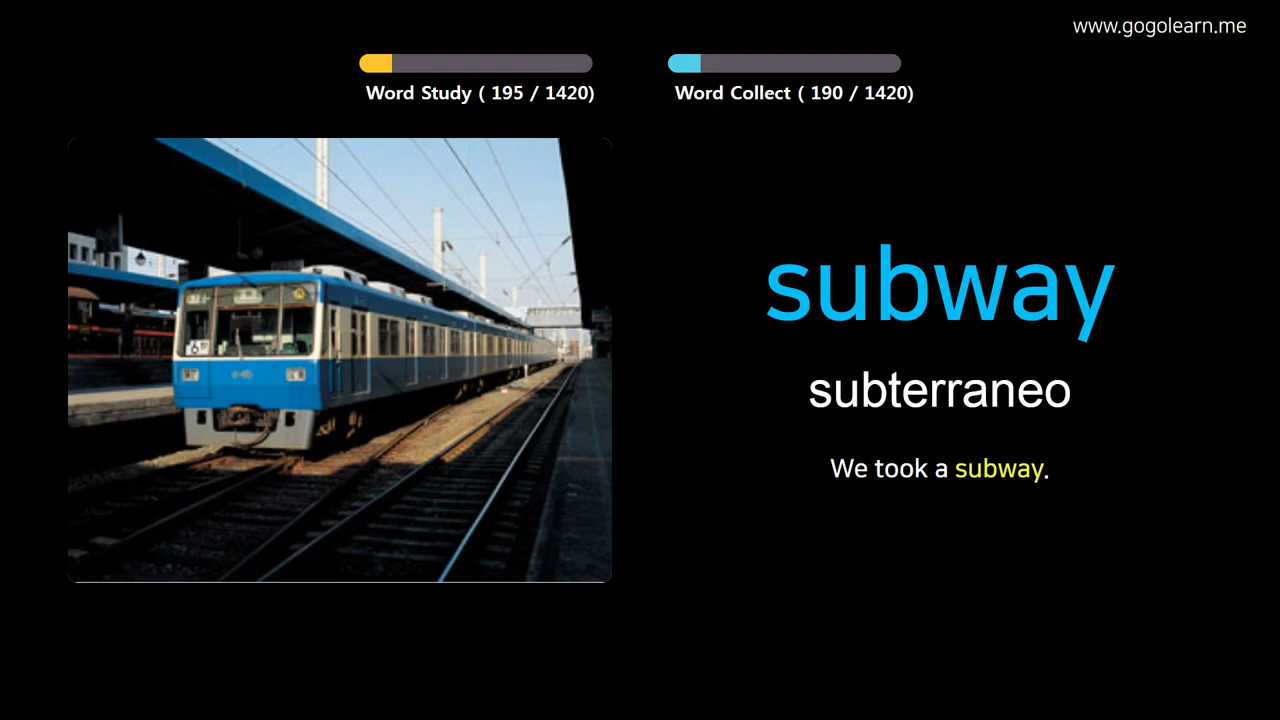 www.gogolearn.me
Word Study ( 195 / 1420)
Word Collect ( 190 / 1420)
subway
subterraneo
We took a subway.